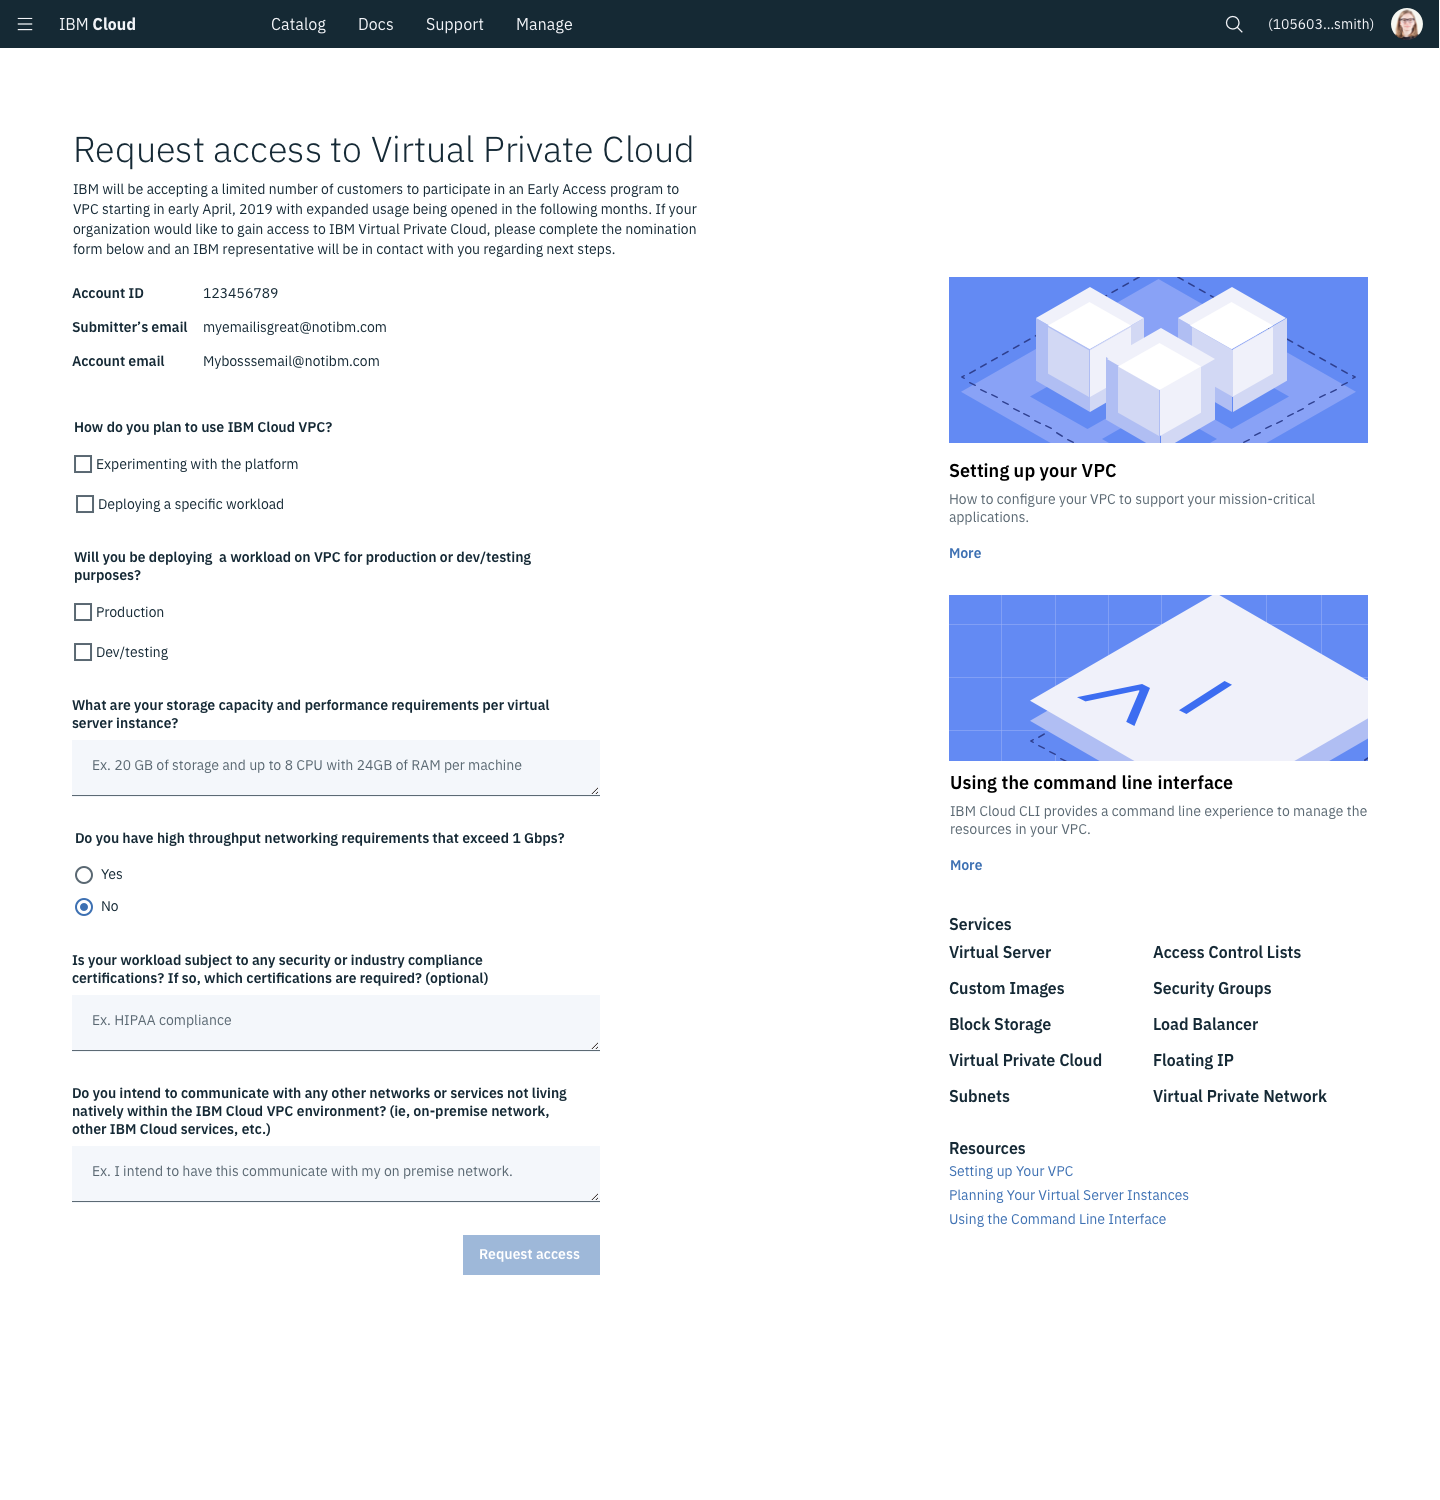 IBM Cloud
Catalog
Docs
Support
Manage
(105603...smith)
Request access to Virtual Private Cloud
IBM will be accepting a limited number of customers to participate in an Early Access program to
VPC starting in early April, 2019 with expanded usage being opened in the following months. If your
organization would like to gain access to IBM Virtual Private Cloud, please complete the nomination
form below and an IBM representative will be in contact with you regarding next steps.
Account ID 123456789
Submitter's email myemailisgreat@notibm.com
Account email Mybosssemail@notibm.com
How do you plan to use IBM Cloud VPC?
Experimenting with the platform
Deploying a specific workload
Will you be deploying  a workload on VPC for production or dev/testing
purposes?
Production
Dev/testing
What are your storage capacity and performance requirements per virtual
server instance?
Ex. 20 GB of storage and up to 8 CPU with 24GB of RAM per machine
Do you have high throughput networking requirements that exceed 1 Gbps?
Yes
No
Is your workload subject to any security or industry compliance
certifications? If so, which certifications are required? (optional)
Ex. HIPAA compliance
Do you intend to communicate with any other networks or services not living
natively within the IBM Cloud VPC environment? (ie, on-premise network,
other IBM Cloud services, etc.)
Ex. I intend to have this communicate with my on premise network.
Request access
Setting up your VPC
How to configure your VPC to support your mission-critical
applications.
More
Using the command line interface
IBM Cloud CLI provides a command line experience to manage the
resources in your VPC.
More
Services
Virtual Server
Access Control Lists
Custom Images
Security Groups
Block Storage
Load Balancer
Virtual Private Cloud
Floating IP
Subnets
Virtual Private Network
Resources
Setting up Your VPC
Planning Your Virtual Server Instances
Using the Command Line Interface